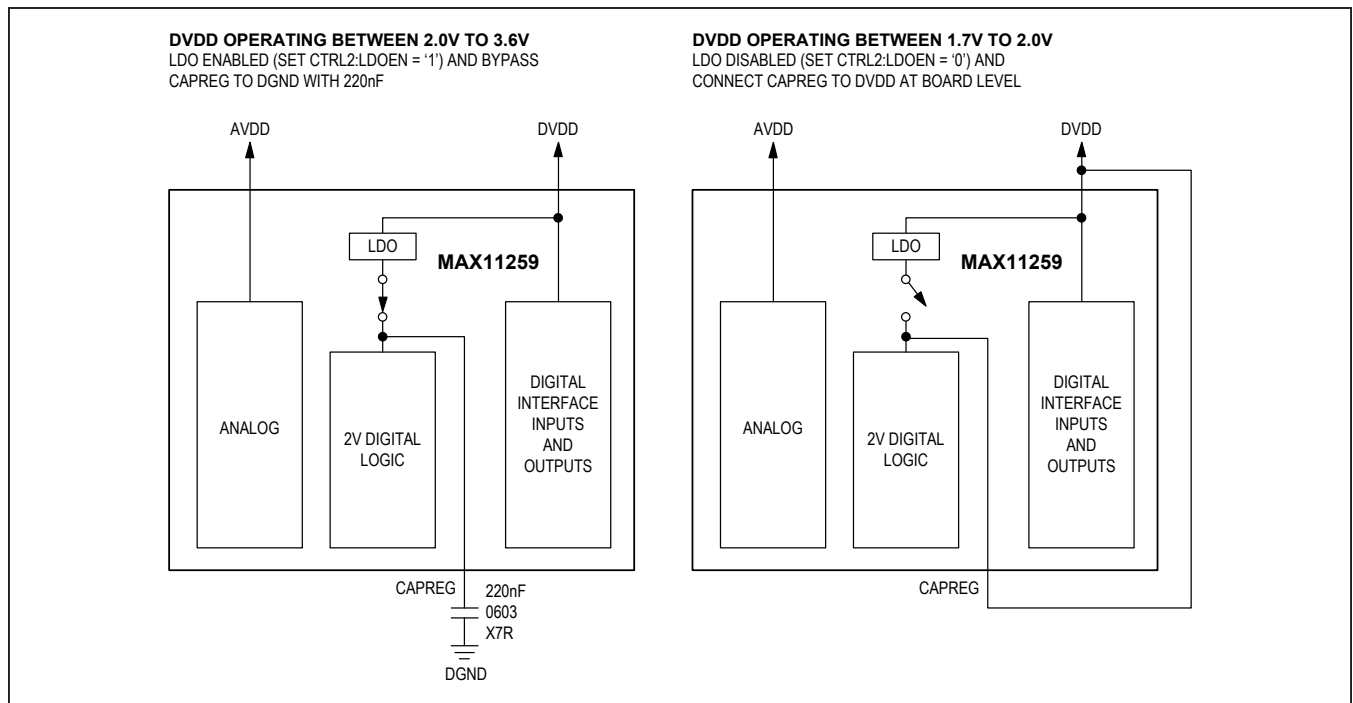 DVDD OPERATING BETWEEN 2.0V TO 3.6V
LDO ENABLED (SET CTRL2:LDOEN = ‘1’) AND BYPASS
CAPREG TO DGND WITH 220nF
AVDD
DVDD
LDO
MAX11259
ANALOG
2V DIGITAL
LOGIC
DIGITAL
INTERFACE
INPUTS
AND
OUTPUTS
CAPREG
220nF
0603
X7R
DGND
DVDD OPERATING BETWEEN 1.7V TO 2.0V
LDO DISABLED (SET CTRL2:LDOEN = ‘0’) AND
CONNECT CAPREG TO DVDD AT BOARD LEVEL
AVDD
DVDD
LDO
MAX11259
ANALOG
2V DIGITAL
LOGIC
DIGITAL
INTERFACE
INPUTS
AND
OUTPUTS
CAPREG